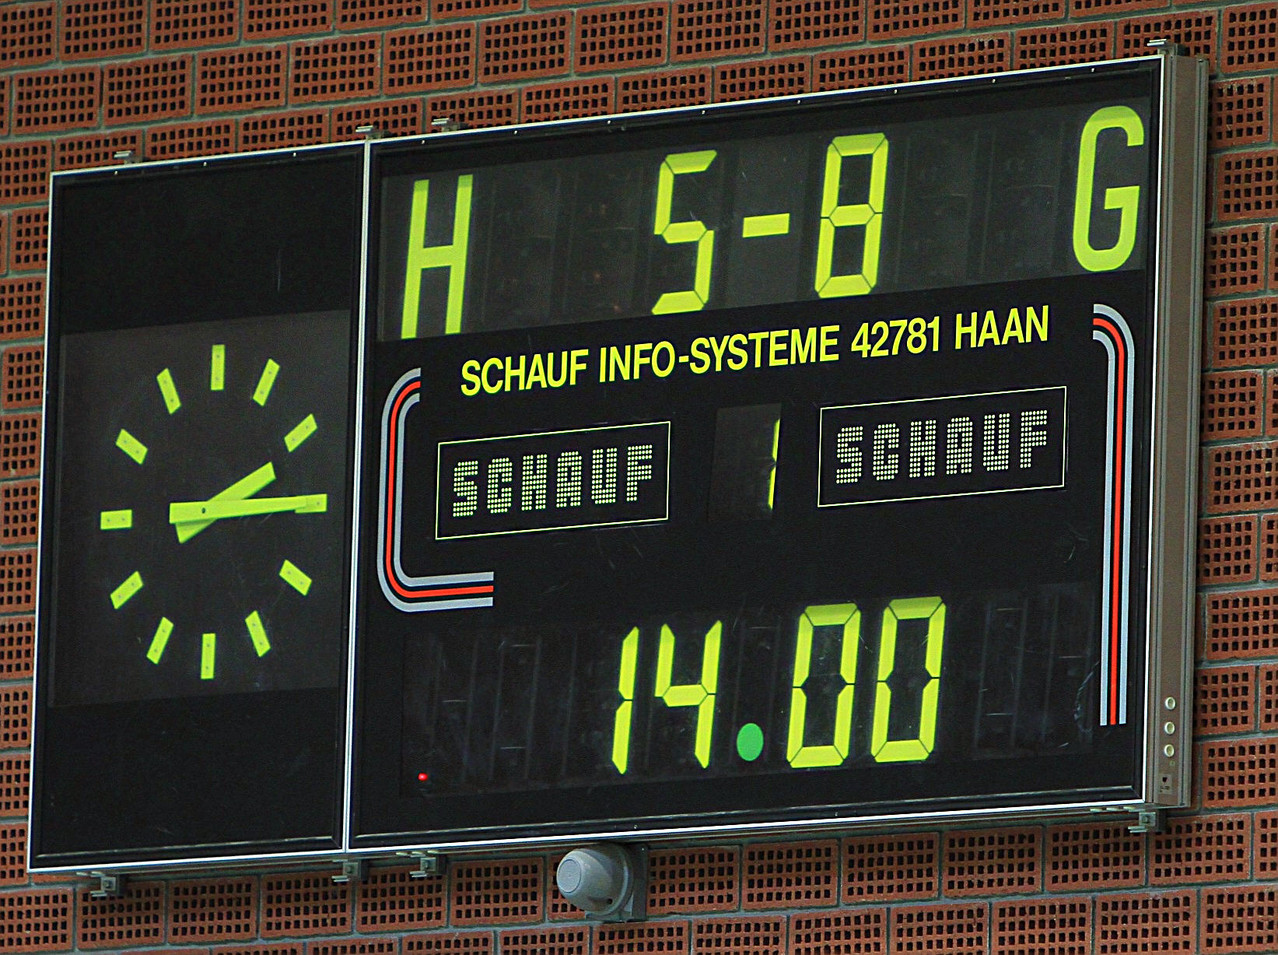 H 5-8 G
SCHAUF INFO-SYSTEME 42781 HAAN
SCHAUF 1 SCHAUF
14.00